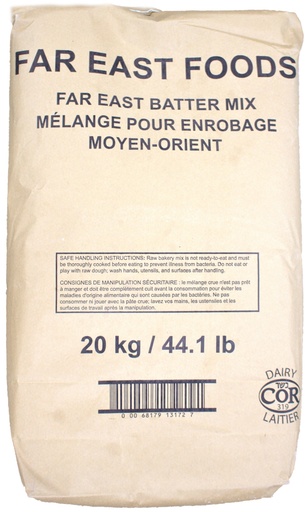 FAR EAST FOODS
FAR EAST BATTER MIX
MÉLANGE POUR ENROBAGE
MOYEN-ORIENT
SAFE HANDLING INSTRUCTIONS: Raw bakery mix is not ready-to-eat and must
be thoroughly cooked before eating to prevent illness from bacteria. Do not eat or
play with raw dough; wash hands, utensils, and surfaces after handling.
CONSIGNES DE MANIPULATION SÉCURITAIRE : le mélange crue n'est pas prêt
à manger et doit être complètement cuit avant la consommation pour éviter les
maladies d'origine alimentaire qui sont causées par les bactéries. Ne pas
consommer ni jouer avec la pâte crue; lavez vos mains, les ustensiles et les
surfaces de travail après la manipulation.
20 kg / 44.1 lb
0 00 68179 13172 7
DAIRY
כשר
COR
319
LAITIER